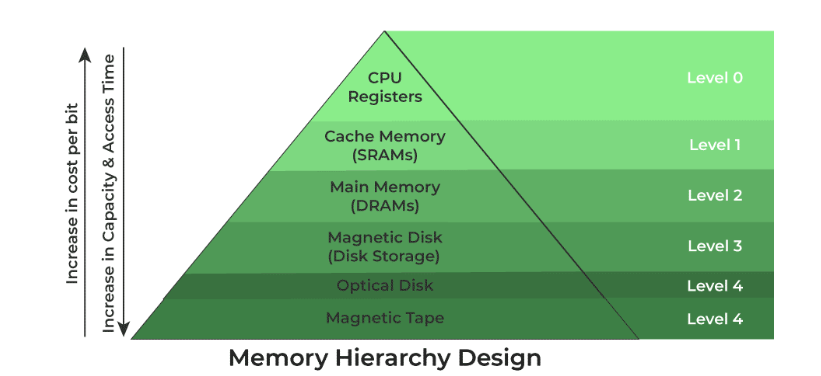 Increase in cost per bit
Increase in Capacity & Access Time
CPU
Registers
Level 0
Cache Memory
(SRAMs)
Level 1
Main Memory
(DRAMs)
Level 2
Magnetic Disk
(Disk Storage)
Level 3
Optical Disk
Level 4
Magnetic Tape
Level 4
Memory Hierarchy Design